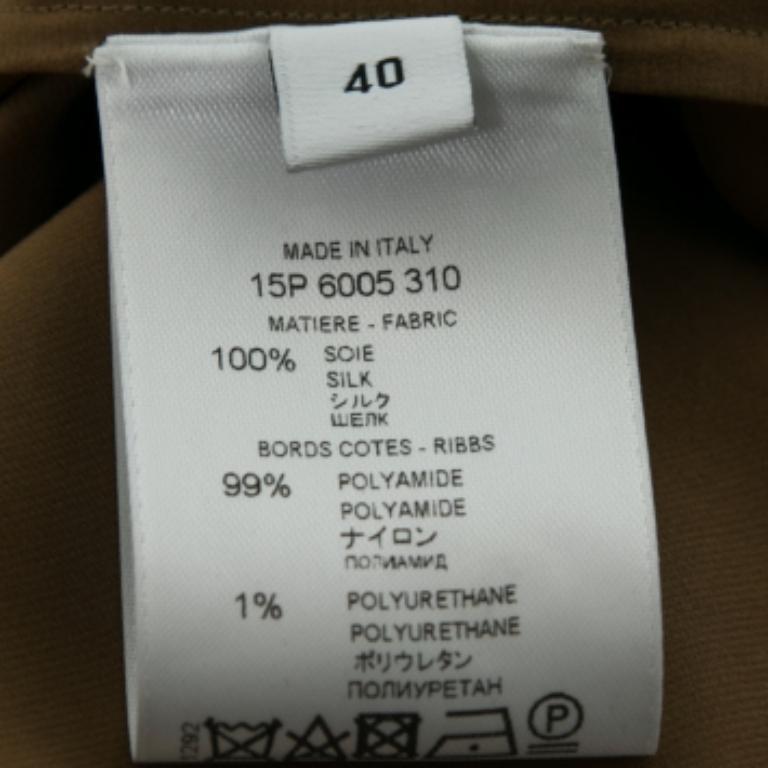 40
MADE IN ITALY
15P 6005 310
MATIERE - FABRIC
100% SOIE
SILK
シルク
ШЕЛК
BORDS COTES - RIBBS
99% POLYAMIDE
POLYAMIDE
ナイロン
ПОЛИАМИД
1% POLYURETHANE
POLYURETHANE
ポリウレタン
ПОЛИУРЕТАН
P